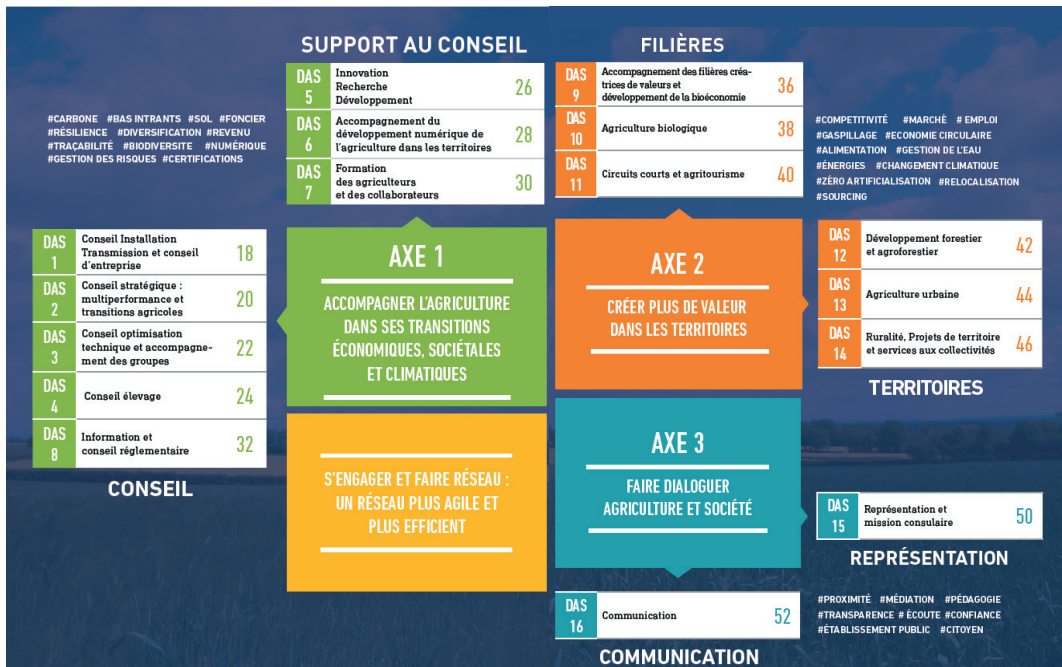 SUPPORT AU CONSEIL
DAS
5
Innovation
Recherche
Développement
26
DAS
6
Accompagnement du
développement numérique de
l'agriculture dans les territoires
28
DAS
7
Formation
des agriculteurs
et des collaborateurs
30
FILIÈRES
DAS
9
Accompagnement des filières créa-
trices de valeurs et
développement de la bioéconomie
36
DAS
10
Agriculture biologique
38
DAS
11
Circuits courts et agritourisme
40
#CARBONE #BAS INTRANTS #SOL #FONCIER
#RÉSILIENCE #DIVERSIFICATION #REVENU
#TRAÇABILITÉ #BIODIVERSITE #NUMÉRIQUE
#GESTION DES RISQUES #CERTIFICATIONS
#COMPETITIVITÉ #MARCHÉ # EMPLOI
#GASPILLAGE #ECONOMIE CIRCULAIRE
#ALIMENTATION #GESTION DE L'EAU
#ÉNERGIES #CHANGEMENT CLIMATIQUE
#ZÉRO ARTIFICIALISATION #RELOCALISATION
#SOURCING
DAS
1
Conseil Installation
Transmission et conseil
d'entreprise
18
DAS
2
Conseil stratégique :
multiperformance et
transitions agricoles
20
DAS
3
Conseil optimisation
technique et accompagne-
ment des groupes
22
DAS
4
Conseil élevage
24
DAS
8
Information et
conseil réglementaire
32
CONSEIL
AXE 1
ACCOMPAGNER L'AGRICULTURE
DANS SES TRANSITIONS
ÉCONOMIQUES, SOCIÉTALES
ET CLIMATIQUES
AXE 2
CRÉER PLUS DE VALEUR
DANS LES TERRITOIRES
DAS
12
Développement forestier
et agroforestier
42
DAS
13
Agriculture urbaine
44
DAS
14
Ruralité, Projets de territoire
et services aux collectivités
46
TERRITOIRES
S'ENGAGER ET FAIRE RÉSEAU :
UN RÉSEAU PLUS AGILE ET
PLUS EFFICIENT
AXE 3
FAIRE DIALOGUER
AGRICULTURE ET SOCIÉTÉ
DAS
15
Représentation et
mission consulaire
50
REPRÉSENTATION
DAS
16
Communication
52
COMMUNICATION
#PROXIMITÉ #MÉDIATION #PÉDAGOGIE
#TRANSPARENCE # ÉCOUTE #CONFIANCE
#ÉTABLISSEMENT PUBLIC #CITOYEN